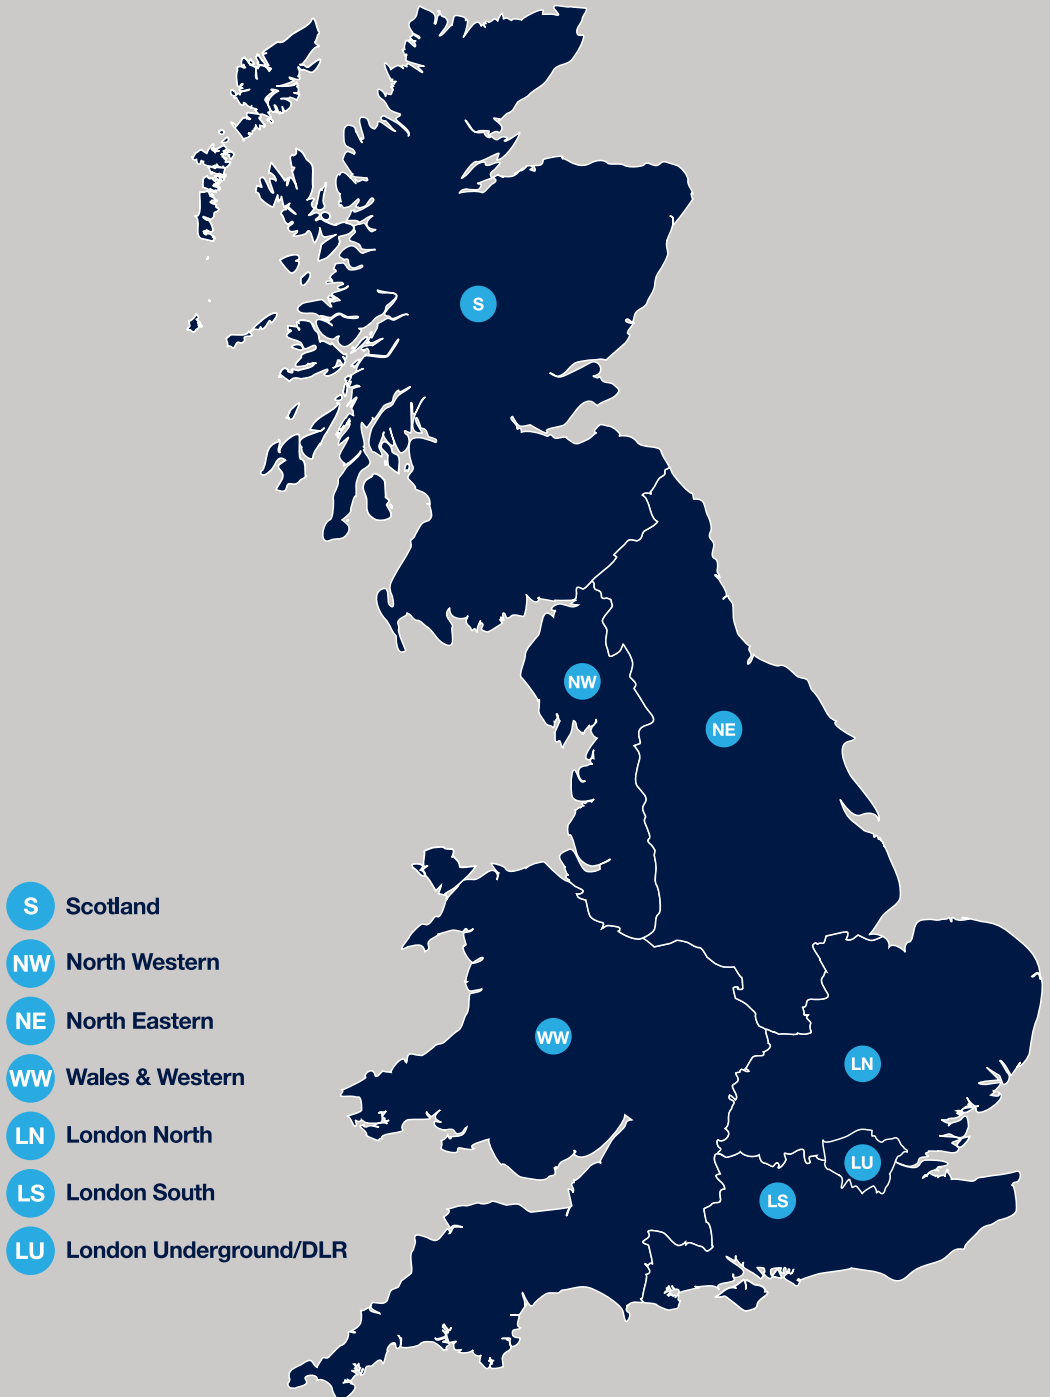 S
NW
NE
WW
LN
LU
LS
S Scotland
NW North Western
NE North Eastern
WW Wales & Western
LN London North
LS London South
LU London Underground/DLR